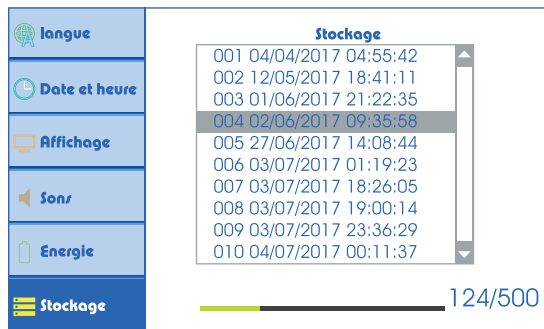 langue
Date et heure
Affichage
Sons
Energie
Stockage
Stockage
001 04/04/2017 04:55:42
002 12/05/2017 18:41:11
003 01/06/2017 21:22:35
004 02/06/2017 09:35:58
005 27/06/2017 14:08:44
006 03/07/2017 01:19:23
007 03/07/2017 18:26:05
008 03/07/2017 19:00:14
009 03/07/2017 23:36:29
010 04/07/2017 00:11:37
124/500